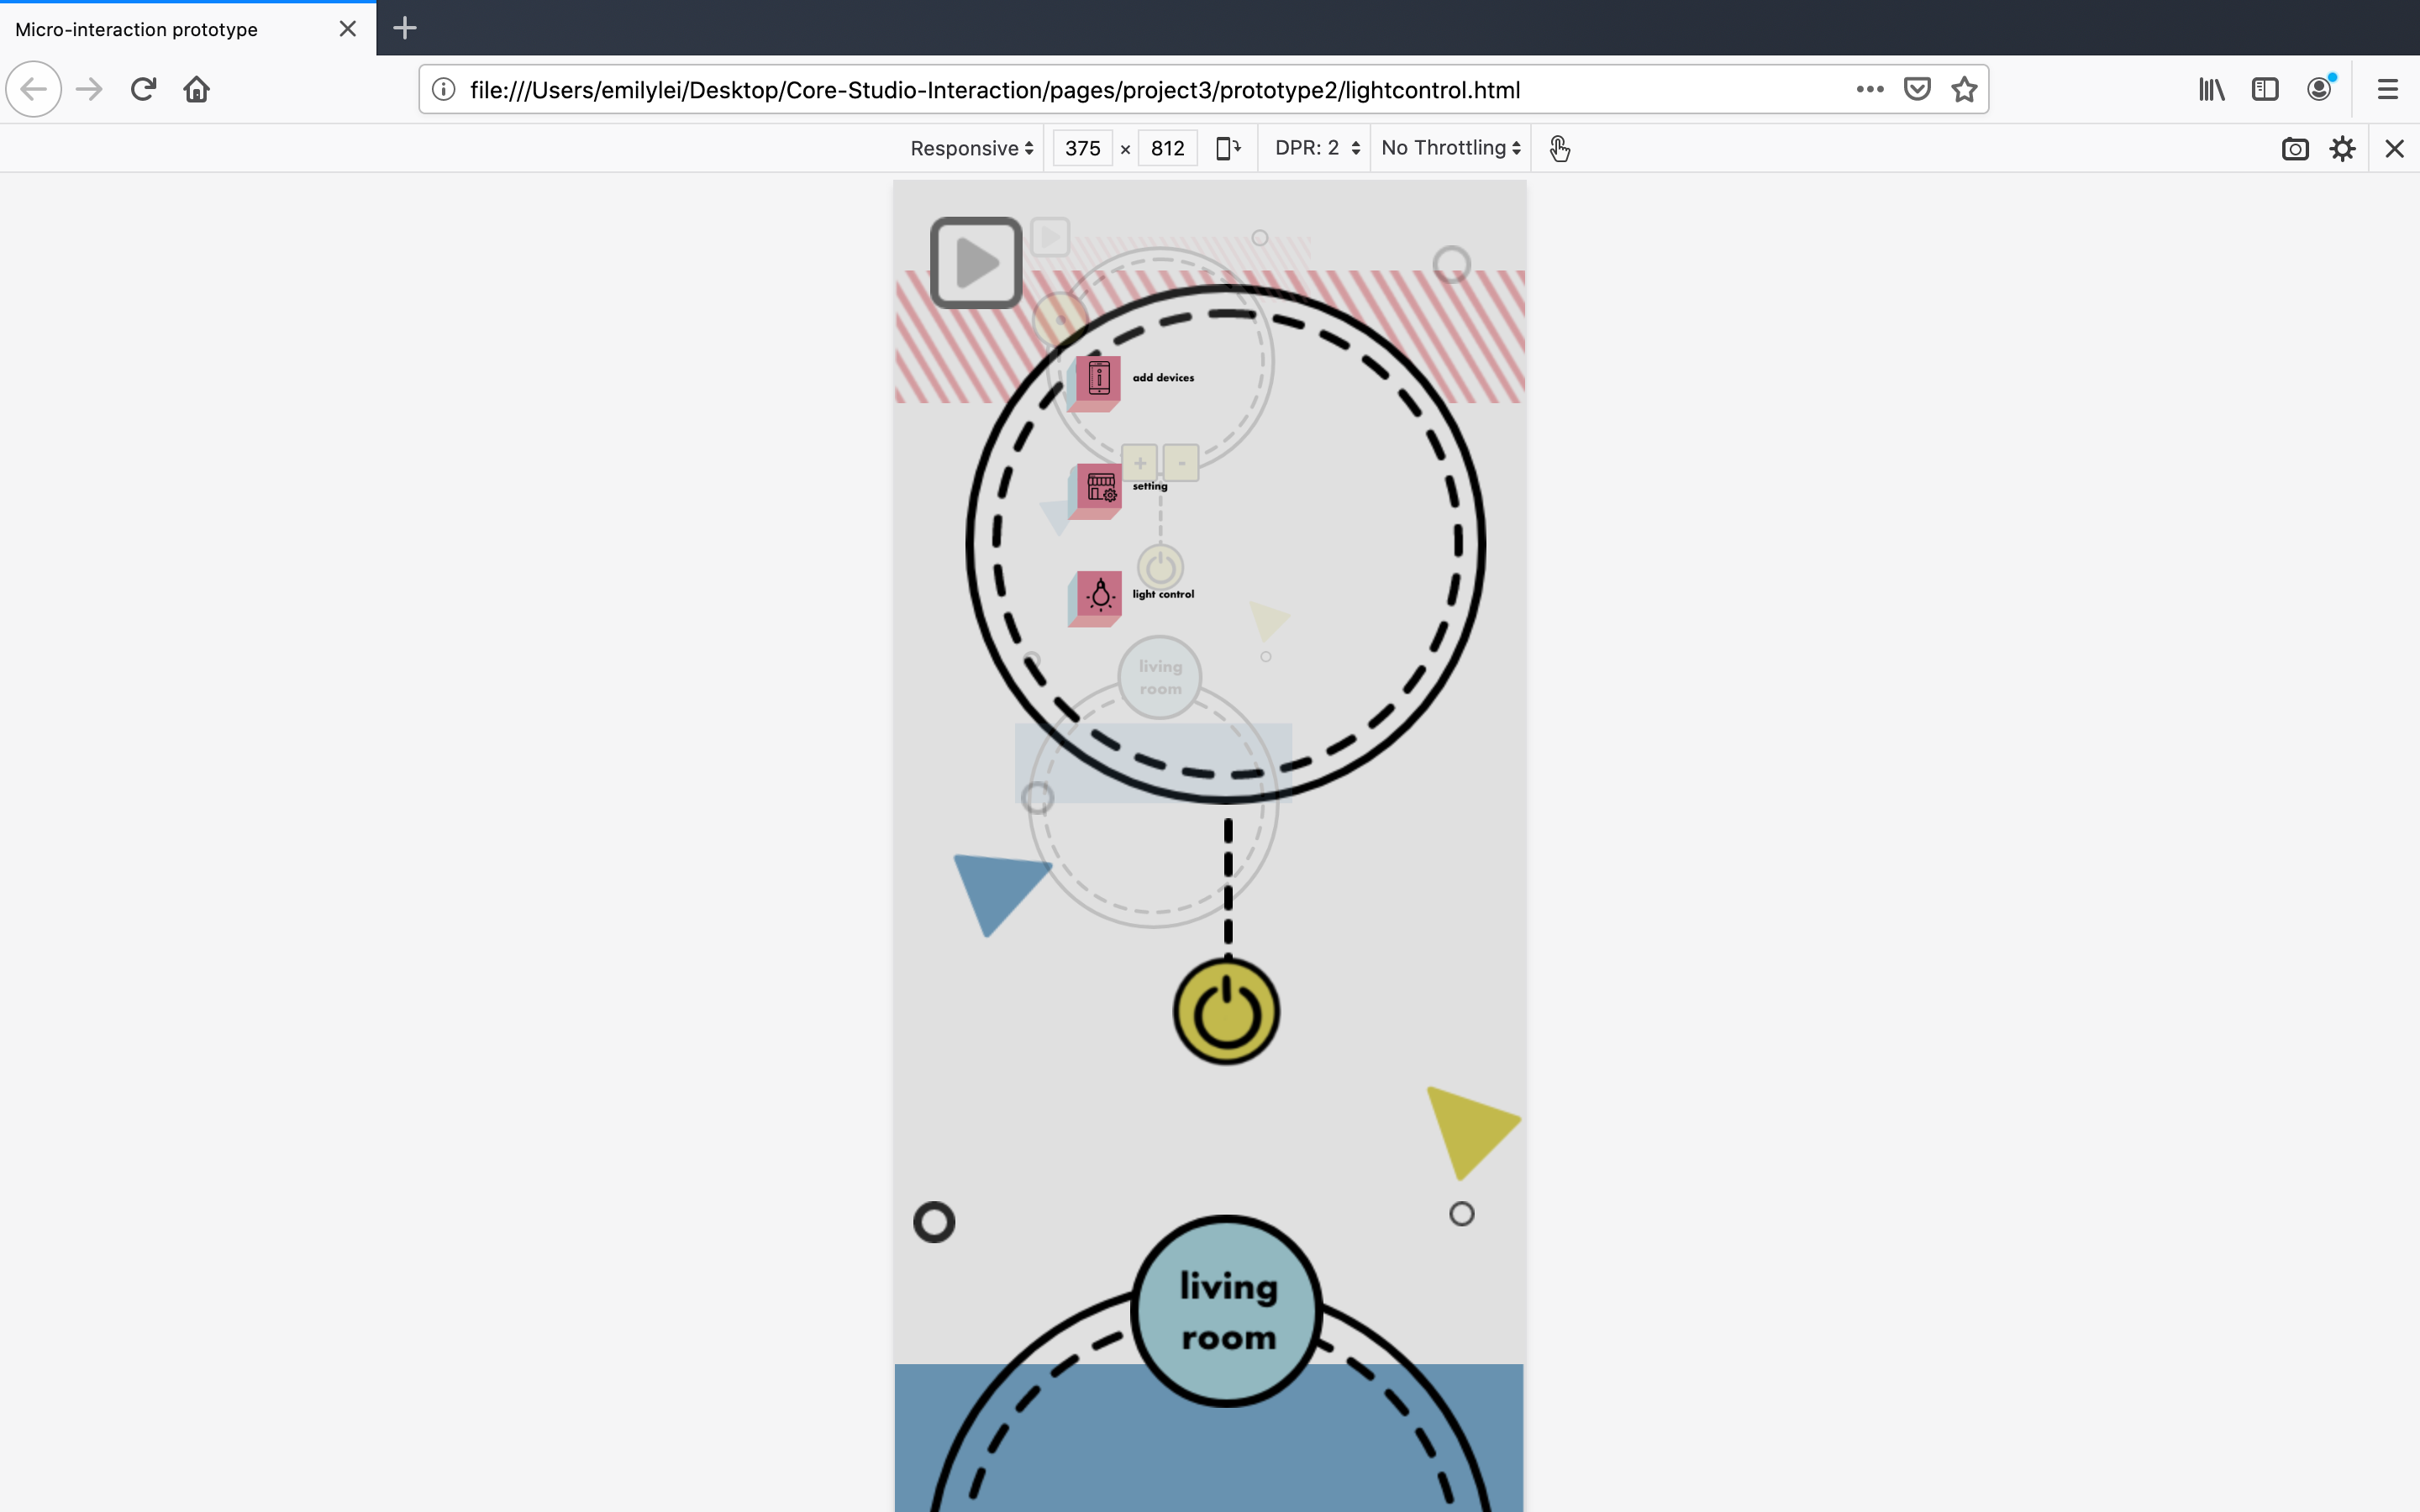 Micro-interaction prototype
file:///Users/emilylei/Desktop/Core-Studio-Interaction/pages/project3/prototype2/lightcontrol.html
Responsive 375 × 812 DPR: 2 No Throttling
add devices
+ -
setting
light control
living
room
living
room